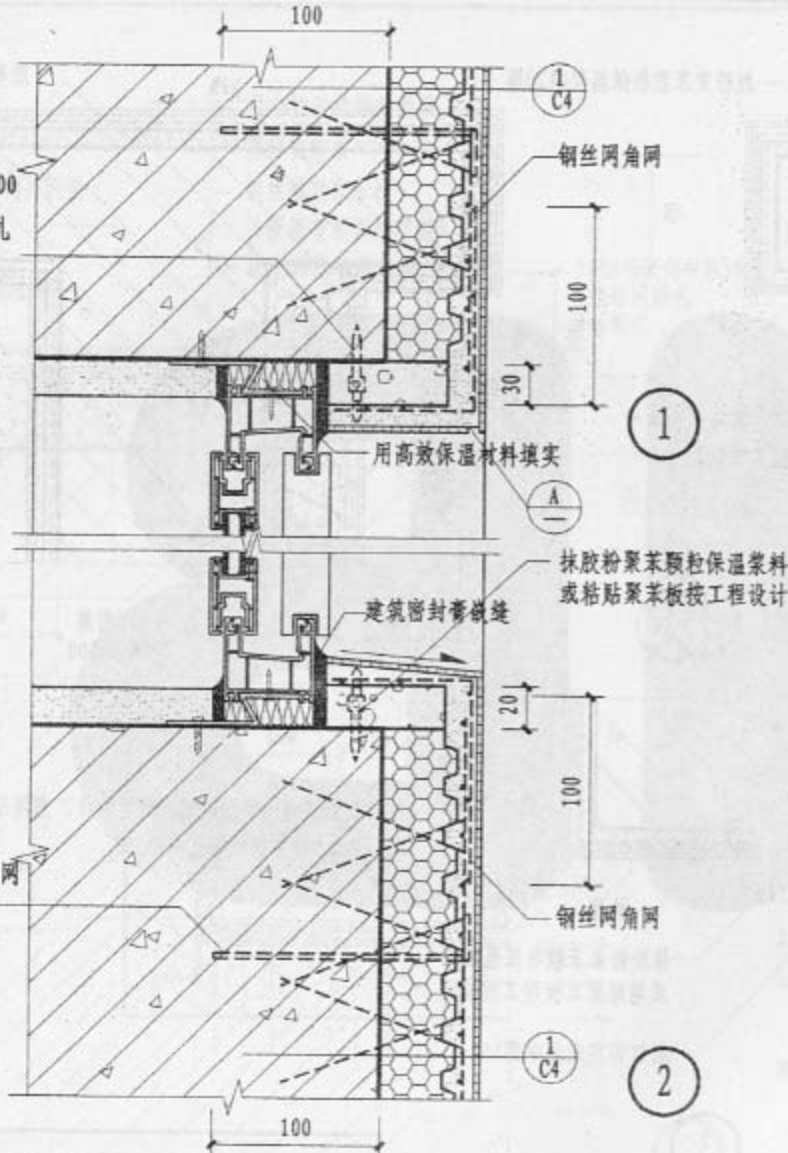 100
1
C4
钢丝网角网
00
孔
100
30
1
用高效保温材料填实
A
抹胶粉聚苯颗粒保温浆料
或粘贴聚苯板按工程设计
建筑密封膏嵌缝
20
100
网
钢丝网角网
1
C4
2
100